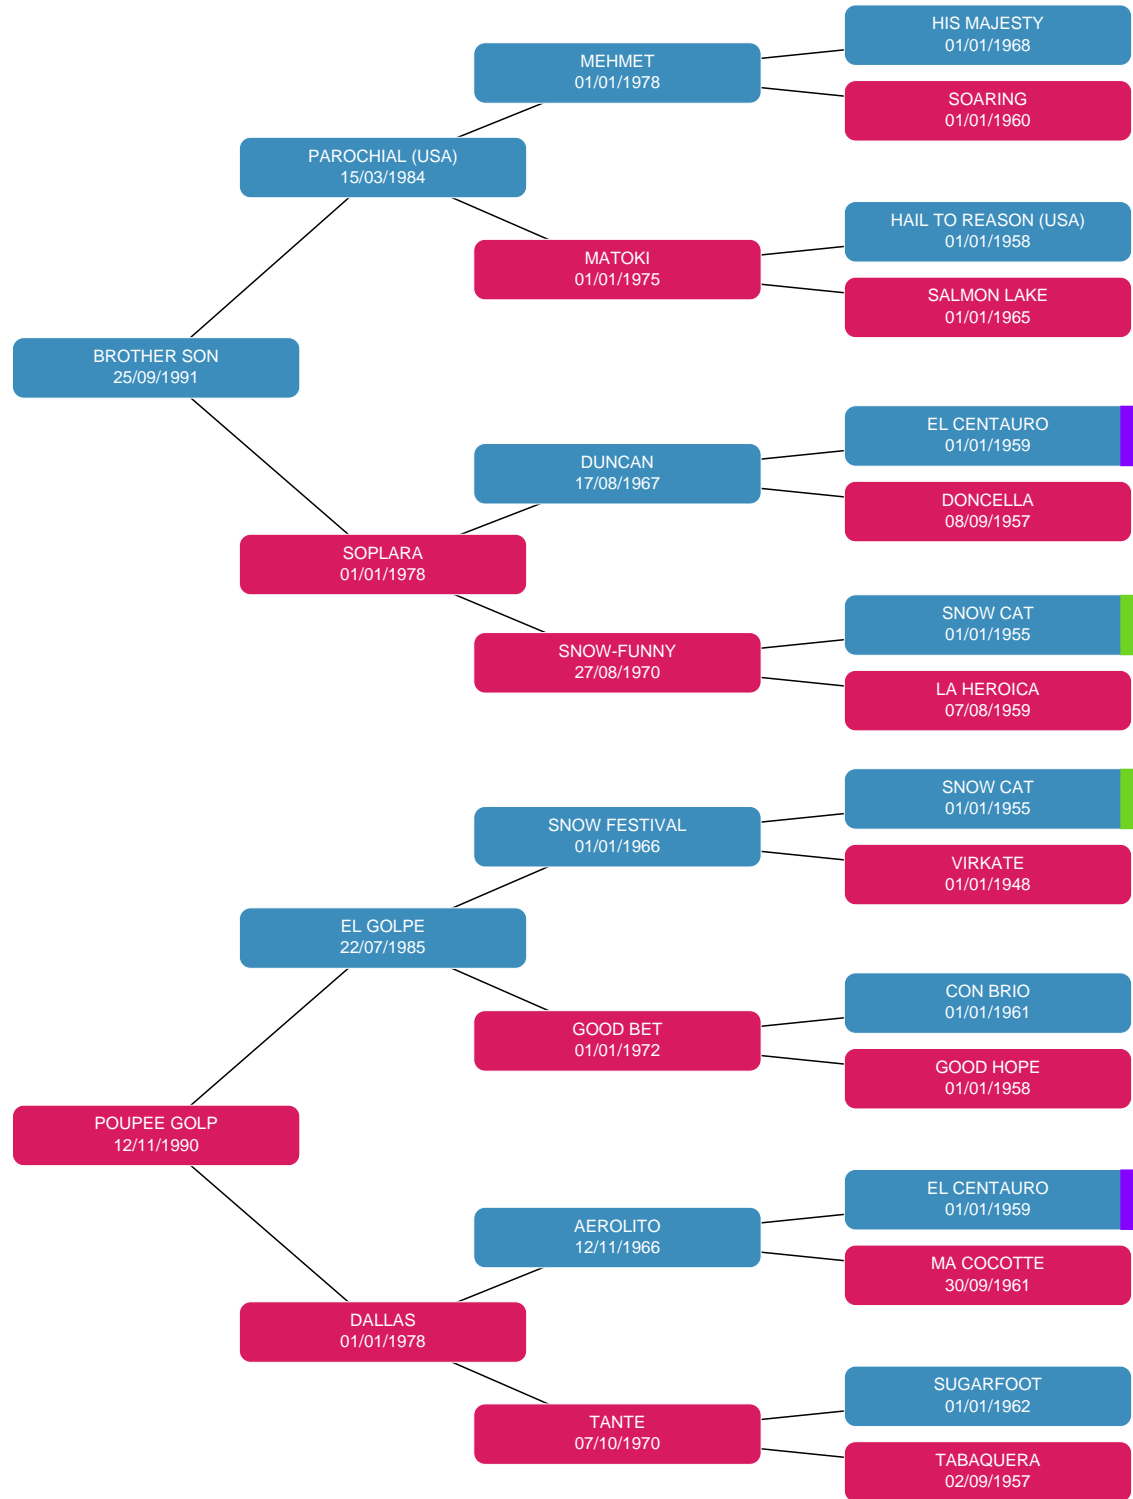 HIS MAJESTY
01/01/1968
MEHMET
01/01/1978
SOARING
01/01/1960
PAROCHIAL (USA)
15/03/1984
HAIL TO REASON (USA)
01/01/1958
MATOKI
01/01/1975
SALMON LAKE
01/01/1965
BROTHER SON
25/09/1991
EL CENTAURO
01/01/1959
DUNCAN
17/08/1967
DONCELLA
08/09/1957
SOPLARA
01/01/1978
SNOW CAT
01/01/1955
SNOW-FUNNY
27/08/1970
LA HEROICA
07/08/1959
SNOW CAT
01/01/1955
SNOW FESTIVAL
01/01/1966
VIRKATE
01/01/1948
EL GOLPE
22/07/1985
CON BRIO
01/01/1961
GOOD BET
01/01/1972
GOOD HOPE
01/01/1958
POUPEE GOLP
12/11/1990
EL CENTAURO
01/01/1959
AEROLITO
12/11/1966
MA COCOTTE
30/09/1961
DALLAS
01/01/1978
SUGARFOOT
01/01/1962
TANTE
07/10/1970
TABAQUERA
02/09/1957